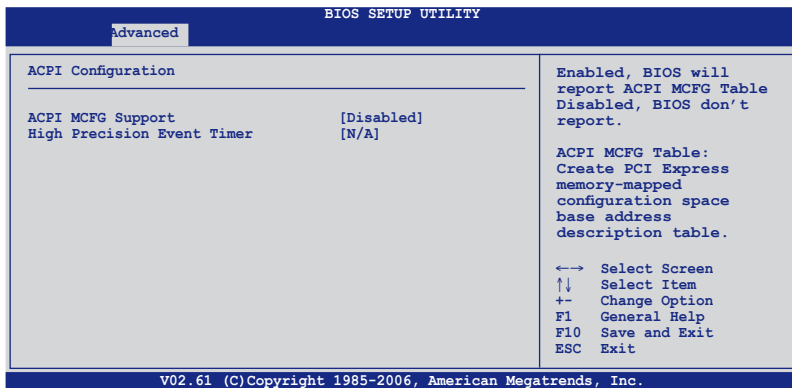 BIOS SETUP UTILITY
Advanced
ACPI Configuration
ACPI MCFG Support [Disabled]
High Precision Event Timer [N/A]
Enabled, BIOS will
report ACPI MCFG Table
Disabled, BIOS don't
report.
ACPI MCFG Table:
Create PCI Express
memory-mapped
configuration space
base address
description table.
←→ Select Screen
↑↓ Select Item
+- Change Option
F1 General Help
F10 Save and Exit
ESC Exit
V02.61 (C)Copyright 1985-2006, American Megatrends, Inc.